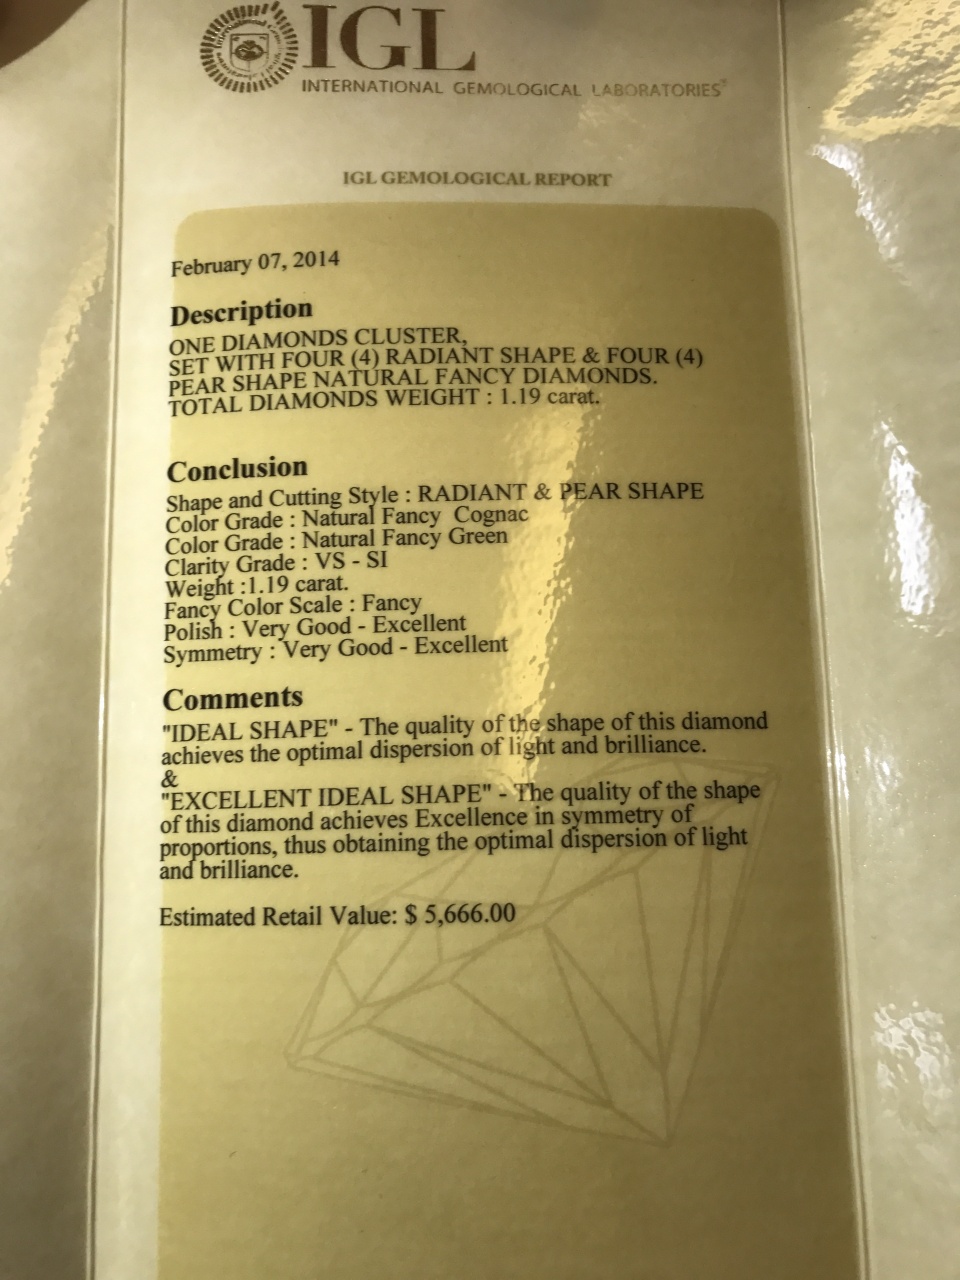 IGL
INTERNATIONAL GEMOLOGICAL LABORATORIES®
IGL GEMOLOGICAL REPORT
February 07, 2014
Description
ONE DIAMONDS CLUSTER,
SET WITH FOUR (4) RADIANT SHAPE & FOUR (4)
PEAR SHAPE NATURAL FANCY DIAMONDS.
TOTAL DIAMONDS WEIGHT : 1.19 carat.
Conclusion
Shape and Cutting Style : RADIANT & PEAR SHAPE
Color Grade : Natural Fancy Cognac
Color Grade : Natural Fancy Green
Clarity Grade : VS - SI
Weight :1.19 carat.
Fancy Color Scale : Fancy
Polish : Very Good - Excellent
Symmetry : Very Good - Excellent
Comments
"IDEAL SHAPE" - The quality of the shape of this diamond
achieves the optimal dispersion of light and brilliance.
&
"EXCELLENT IDEAL SHAPE" - The quality of the shape
of this diamond achieves Excellence in symmetry of
proportions, thus obtaining the optimal dispersion of light
and brilliance.
Estimated Retail Value: $ 5,666.00